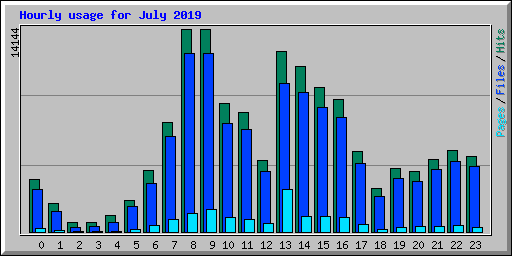 Hourly usage for July 2019
14144
Pages / Files / Hits
0 1 2 3 4 5 6 7 8 9 10 11 12 13 14 15 16 17 18 19 20 21 22 23